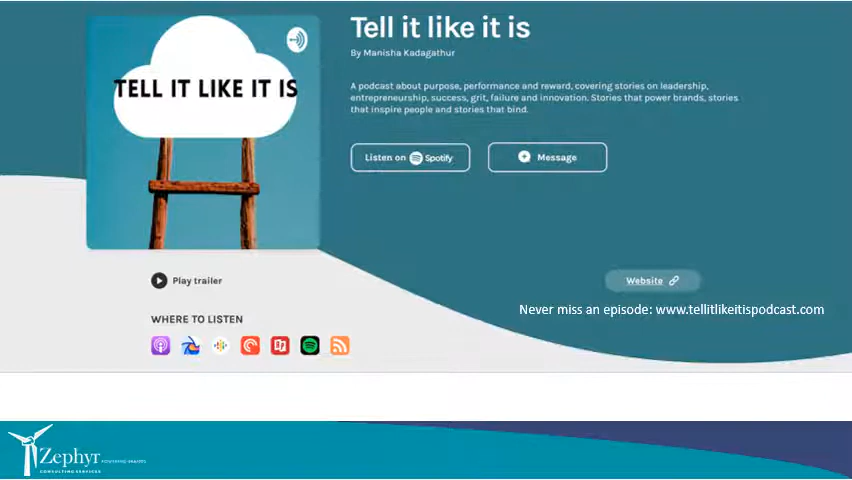 Tell it like it is
By Manisha Kadagathur
TELL IT LIKE IT IS
A podcast about purpose, performance and reward, covering stories on leadership,
entrepreneurship, success, grit, failure and innovation. Stories that power brands, stories
that inspire people and stories that bind.
Listen on Spotify
Message
Play trailer
Website
Never miss an episode: www.tellitlikeitispodcast.com
WHERE TO LISTEN
Zephyr
CONSULTING SERVICES